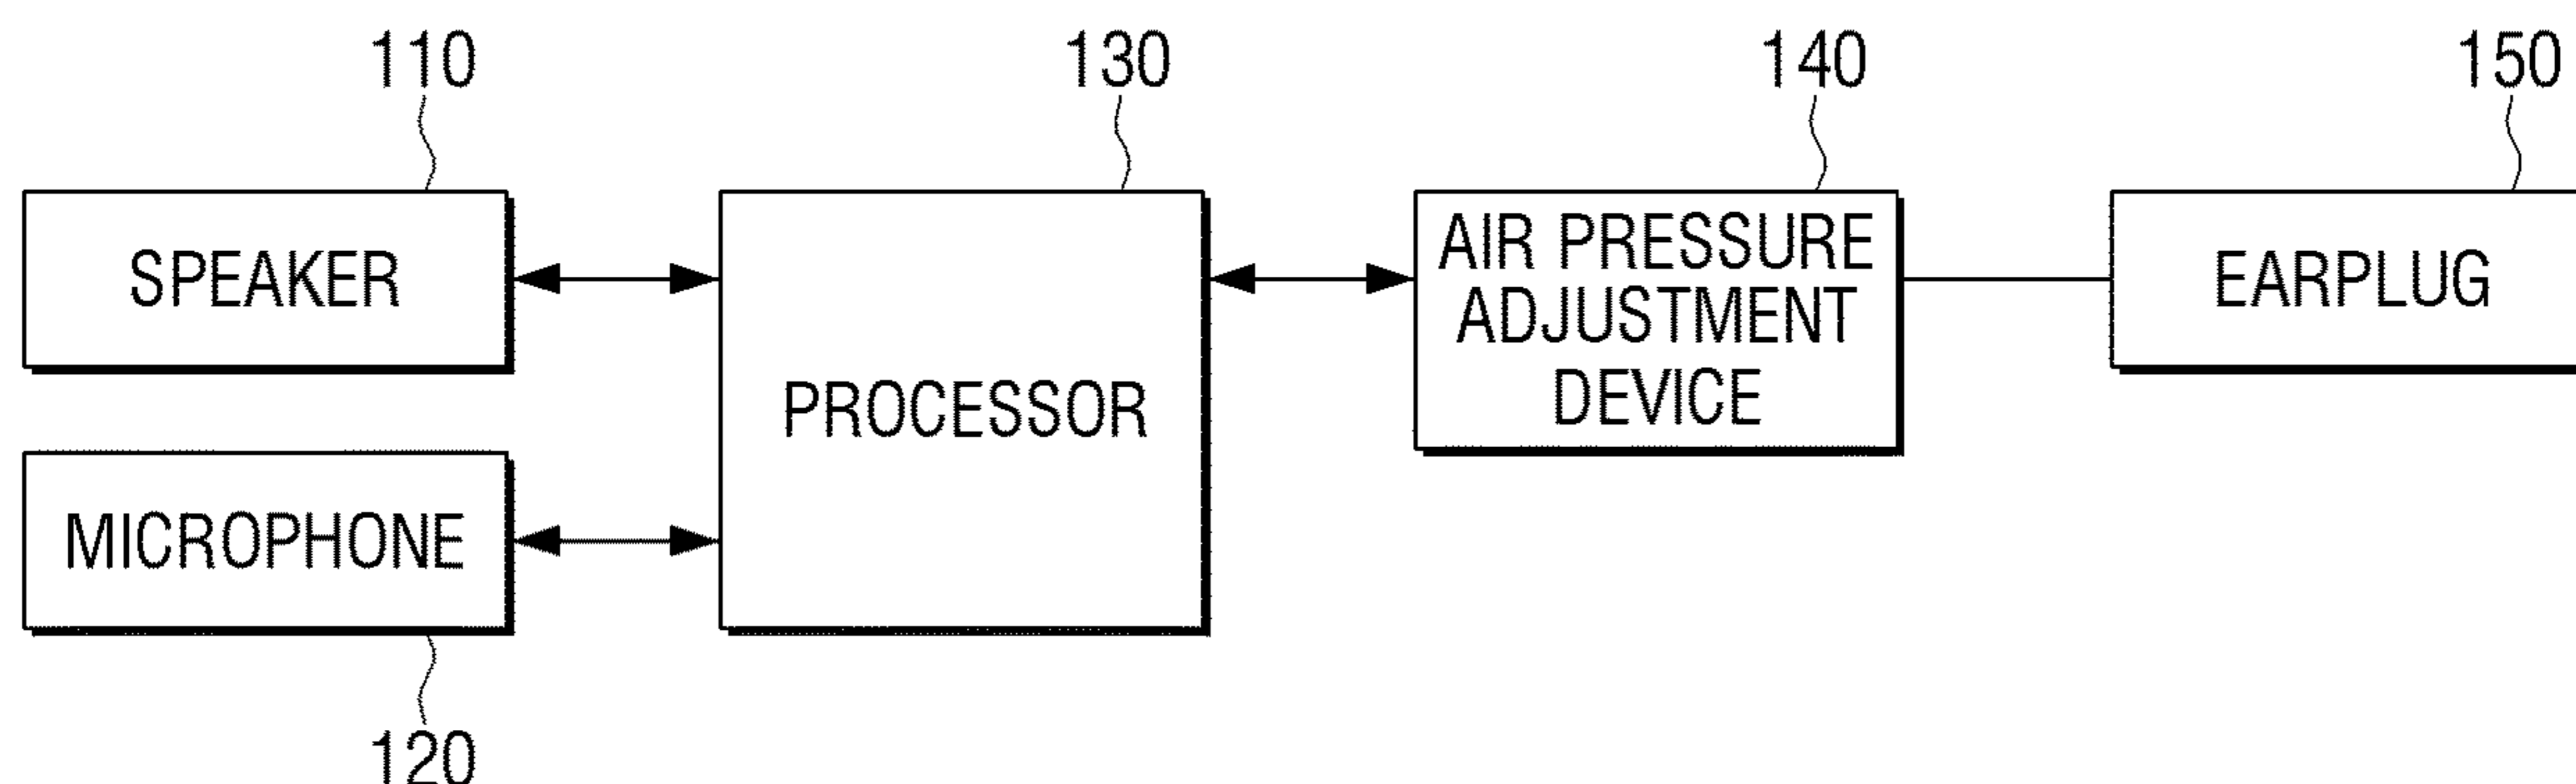 110
130
140
150
SPEAKER
PROCESSOR
AIR PRESSURE
ADJUSTMENT
DEVICE
EARPLUG
MICROPHONE
120